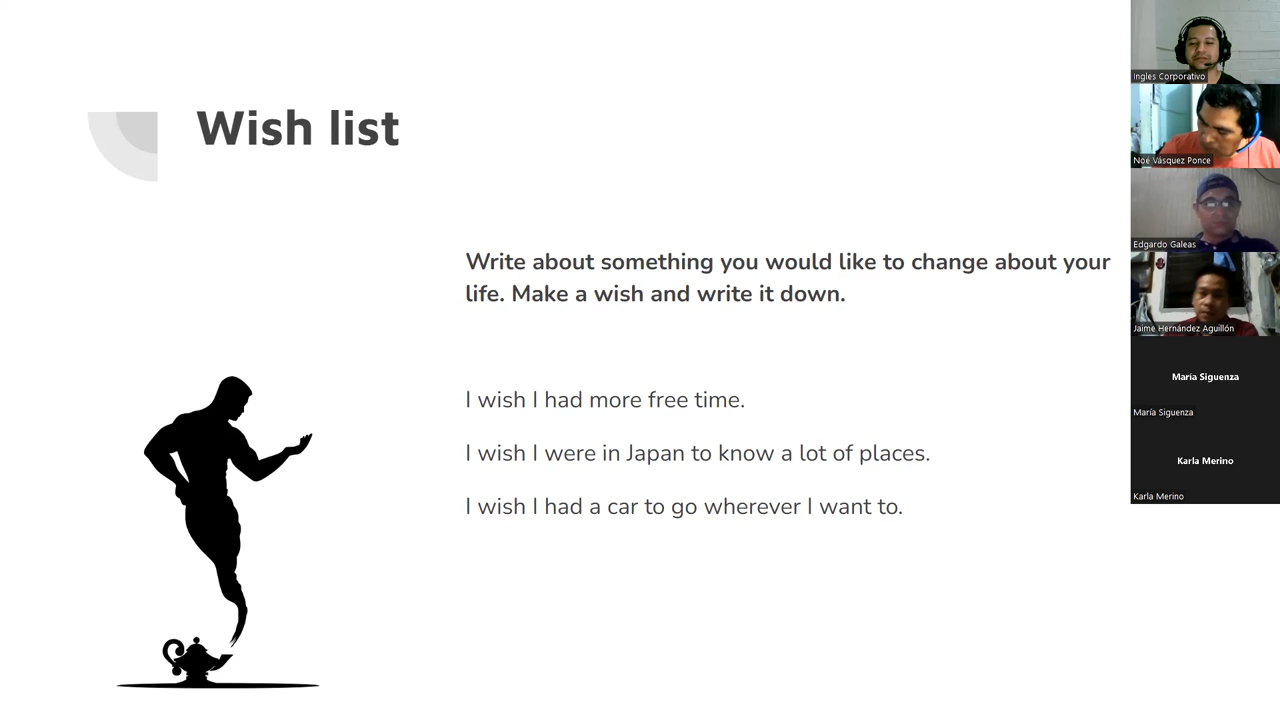 Wish list
Write about something you would like to change about your
life. Make a wish and write it down.
I wish I had more free time.
I wish I were in Japan to know a lot of places.
I wish I had a car to go wherever I want to.
Ingles Corporativo
Noé Vásquez Ponce
Edgardo Galeas
Jaime Hernández Aguillón
María Siguenza
María Siguenza
Karla Merino
Karla Merino